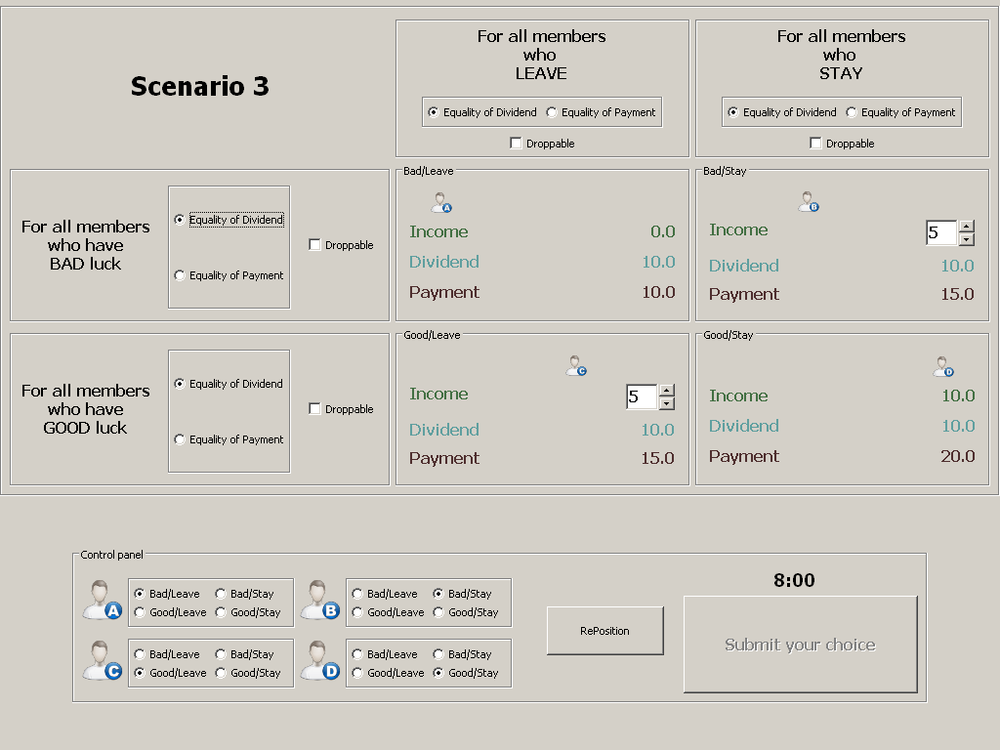 Scenario 3
For all members
who
LEAVE
Equality of Dividend Equality of Payment
Droppable
For all members
who
STAY
Equality of Dividend Equality of Payment
Droppable
For all members
who have
BAD luck
Equality of Dividend
Equality of Payment
Droppable
Bad/Leave
A
Income 0.0
Dividend 10.0
Payment 10.0
Bad/Stay
B
Income 5
Dividend 10.0
Payment 15.0
For all members
who have
GOOD luck
Equality of Dividend
Equality of Payment
Droppable
Good/Leave
C
Income 5
Dividend 10.0
Payment 15.0
Good/Stay
D
Income 10.0
Dividend 10.0
Payment 20.0
Control panel
A
Bad/Leave Bad/Stay
Good/Leave Good/Stay
B
Bad/Leave Bad/Stay
Good/Leave Good/Stay
C
Bad/Leave Bad/Stay
Good/Leave Good/Stay
D
Bad/Leave Bad/Stay
Good/Leave Good/Stay
RePosition
8:00
Submit your choice